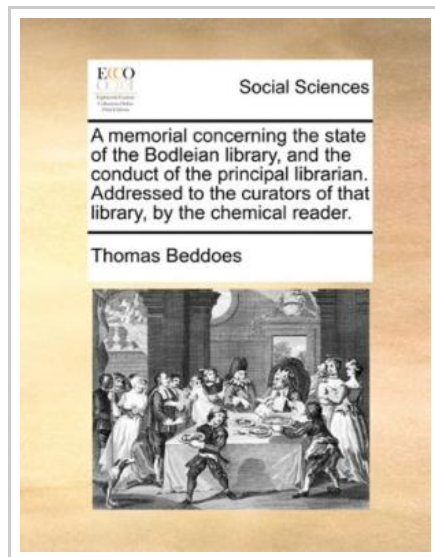 ECCO
Social Sciences
A memorial concerning the state
of the Bodleian library, and the
conduct of the principal librarian.
Addressed to the curators of that
library, by the chemical reader.
Thomas Beddoes